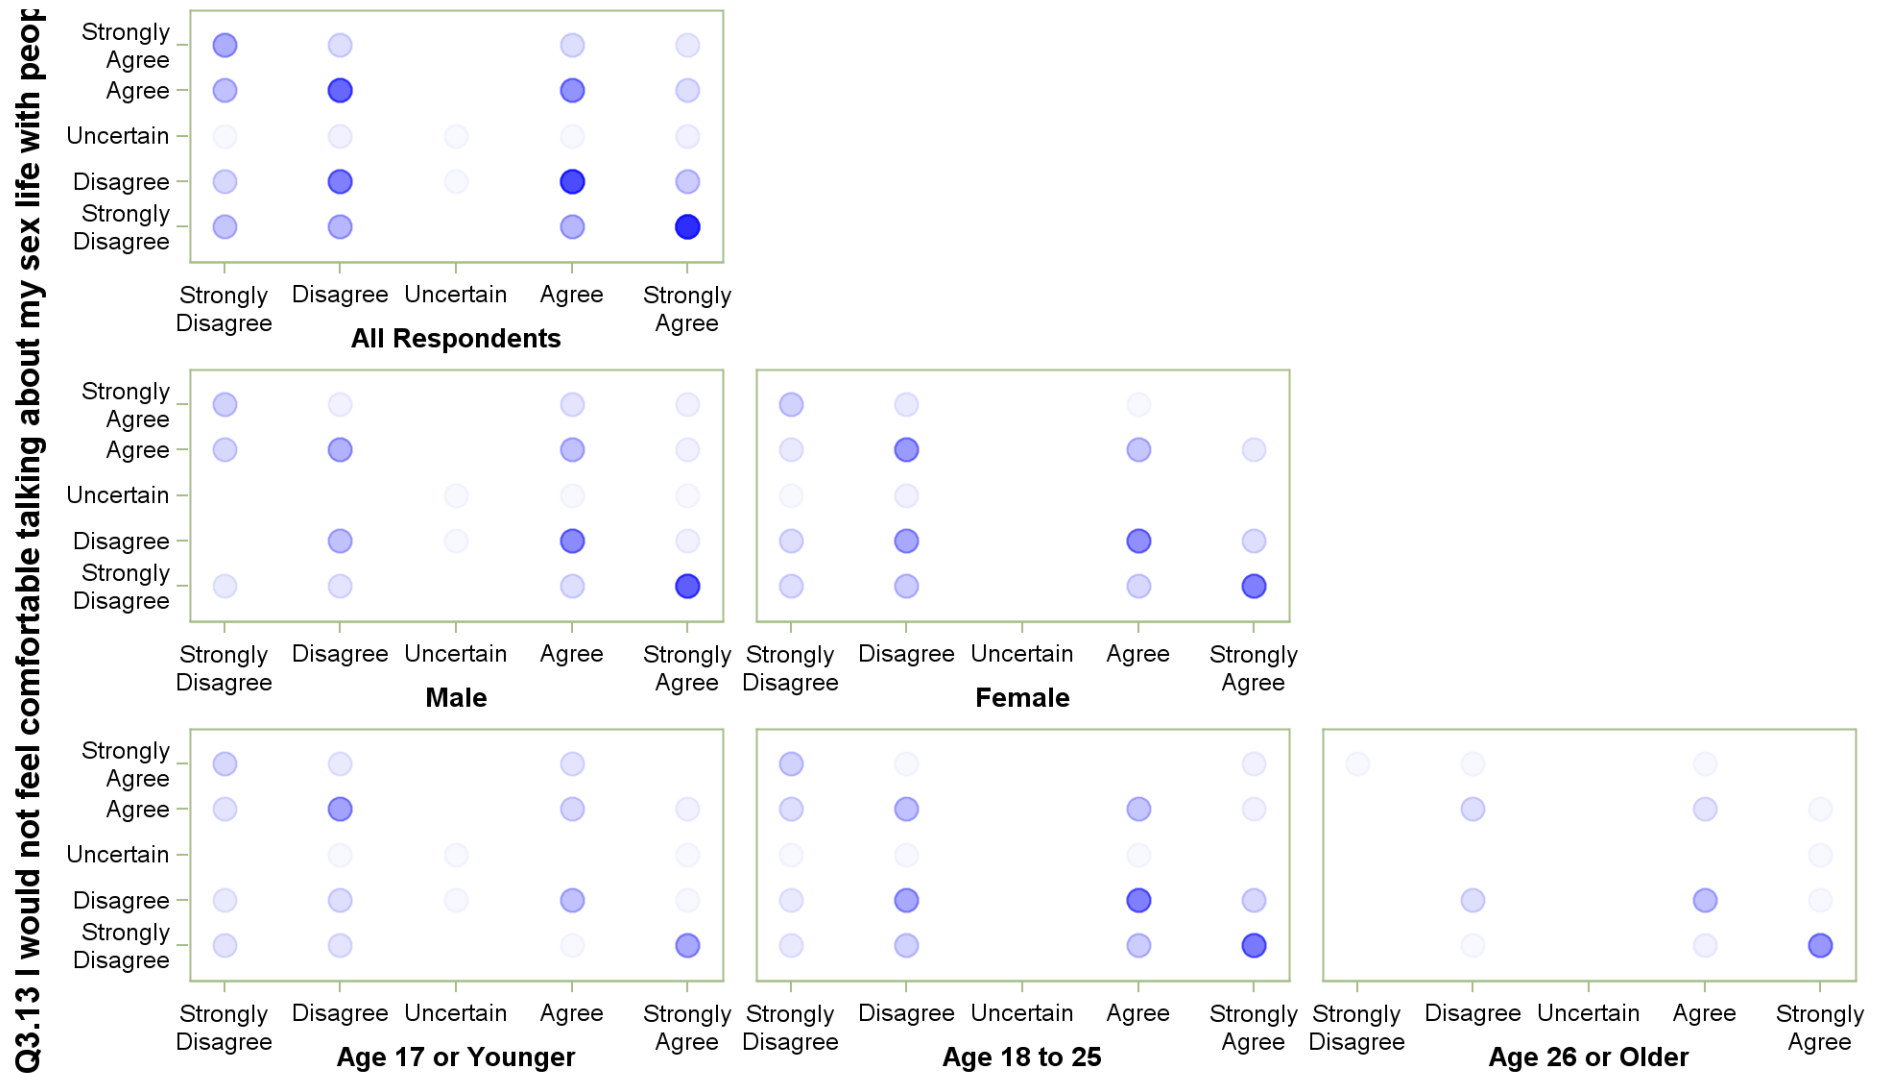 Q3.13 I would not feel comfortable talking about my sex life with
Strongly
Agree
Agree
Uncertain
Disagree
Strongly
Disagree
Strongly
Disagree
Disagree
Uncertain
Agree
Strongly
Agree
All Respondents
Strongly
Agree
Agree
Uncertain
Disagree
Strongly
Disagree
Strongly
Disagree
Disagree
Uncertain
Agree
Strongly
Agree
Male
Strongly
Disagree
Disagree
Uncertain
Agree
Strongly
Agree
Female
Strongly
Agree
Agree
Uncertain
Disagree
Strongly
Disagree
Strongly
Disagree
Disagree
Uncertain
Agree
Strongly
Agree
Age 17 or Younger
Strongly
Disagree
Disagree
Uncertain
Agree
Strongly
Agree
Age 18 to 25
Strongly
Disagree
Disagree
Uncertain
Agree
Strongly
Agree
Age 26 or Older